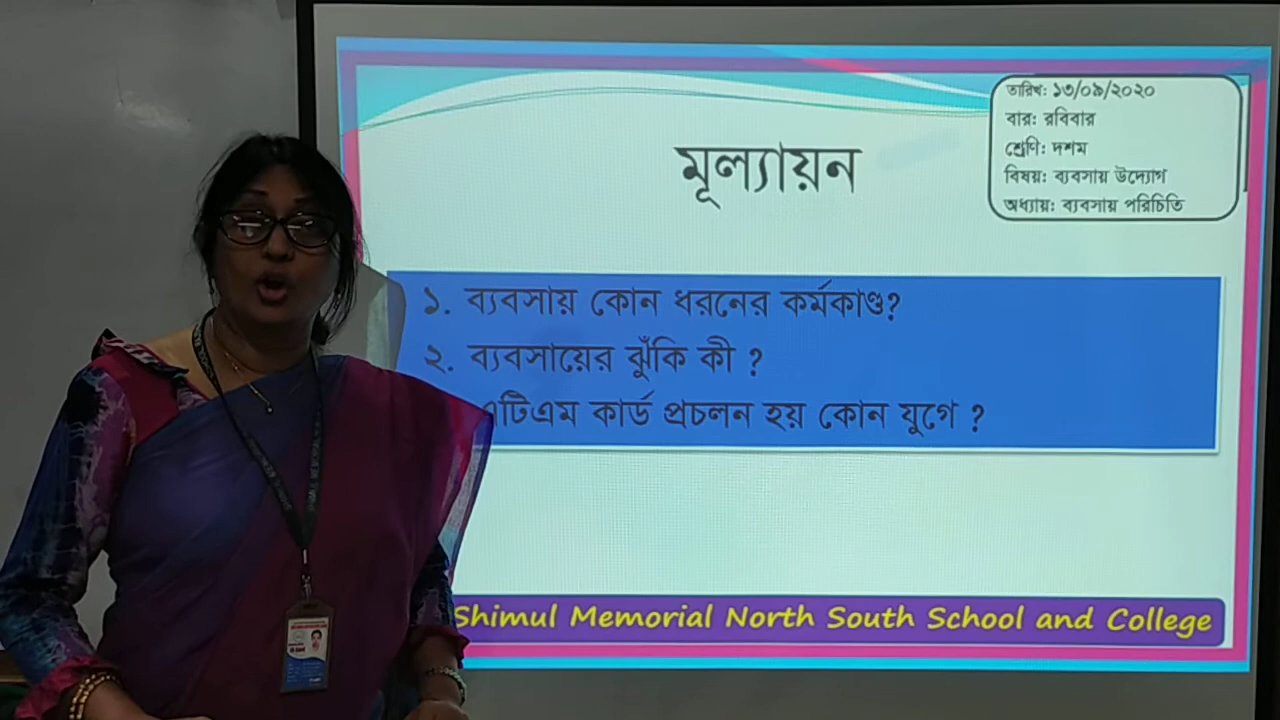 তারিখ: ১৩/০৯/২০২০
বার: রবিবার
শ্রেণি: দশম
বিষয়: ব্যবসায় উদ্যোগ
অধ্যায়: ব্যবসায় পরিচিতি
মূল্যায়ন
১. ব্যবসায় কোন ধরনের কর্মকাণ্ড?
২. ব্যবসায়ের ঝুঁকি কী ?
এটিএম কার্ড প্রচলন হয় কোন যুগে ?
Shimul Memorial North South School and College